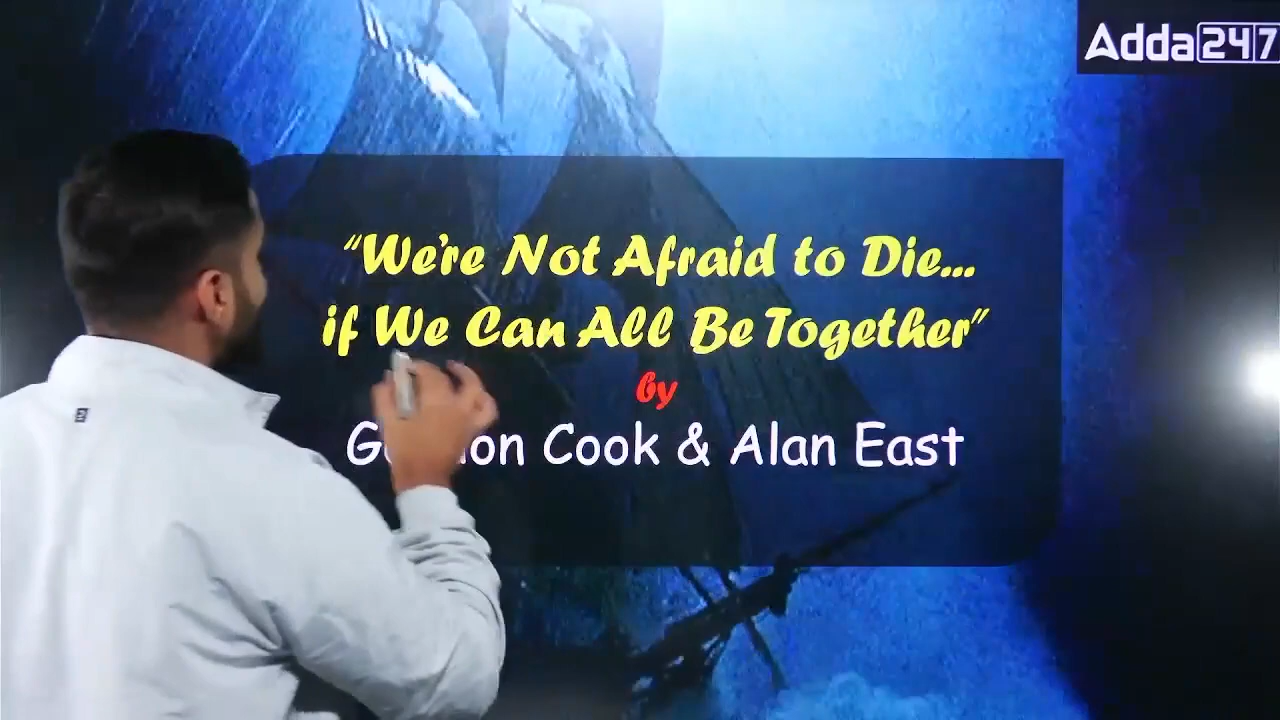 Adda247
“We're Not Afraid to Die...
if We Can All Be Together”
by
Cook & Alan East